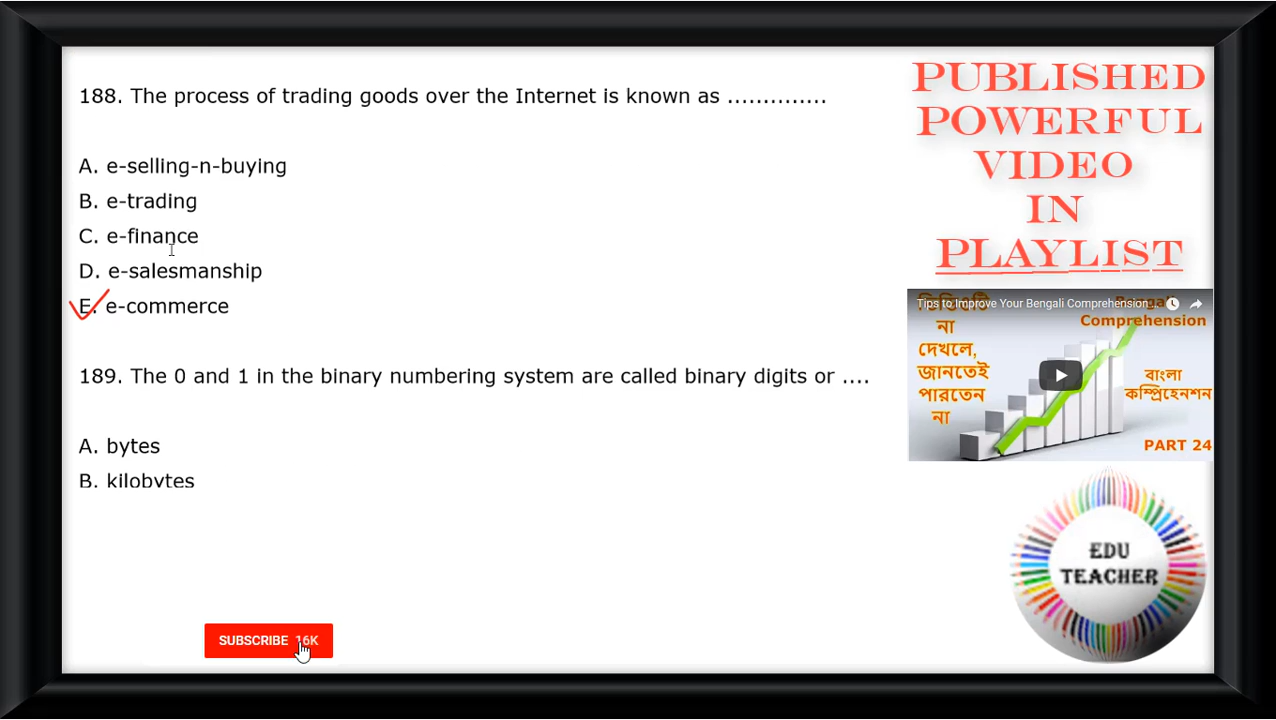 188. The process of trading goods over the Internet is known as ..............
A. e-selling-n-buying
B. e-trading
C. e-finance
D. e-salesmanship
E. e-commerce
189. The 0 and 1 in the binary numbering system are called binary digits or ....
A. bytes
B. kilobytes
SUBSCRIBE 16K
PUBLISHED
POWERFUL
VIDEO
IN
PLAYLIST
Tips to Improve Your Bengali Comprehension...
না
দেখলে,
জানতেই
পারতেন
না
Bengali
Comprehension
বাংলা
কম্প্রিহেনশন
PART 24
EDU
TEACHER